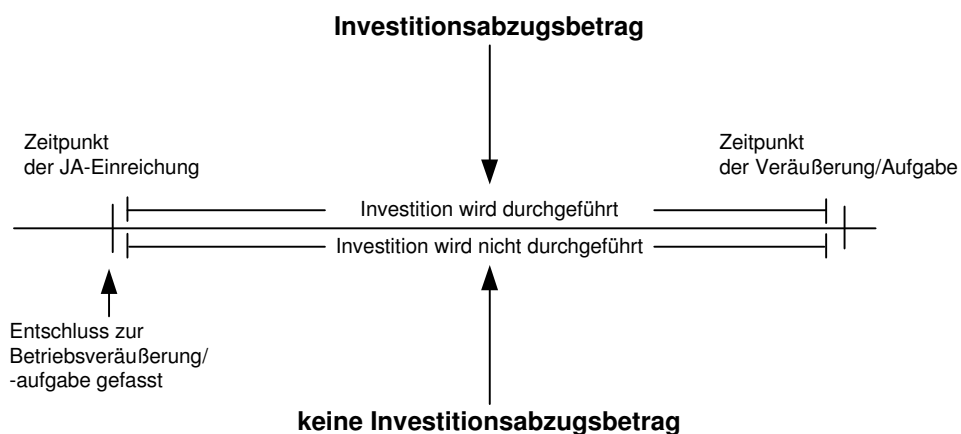 Investitionsabzugsbetrag
Zeitpunkt
der JA-Einreichung
Zeitpunkt
der Veräußerung/Aufgabe
Investition wird durchgeführt
Investition wird nicht durchgeführt
Entschluss zur
Betriebsveräußerung/
-aufgabe gefasst
keine Investitionsabzugsbetrag